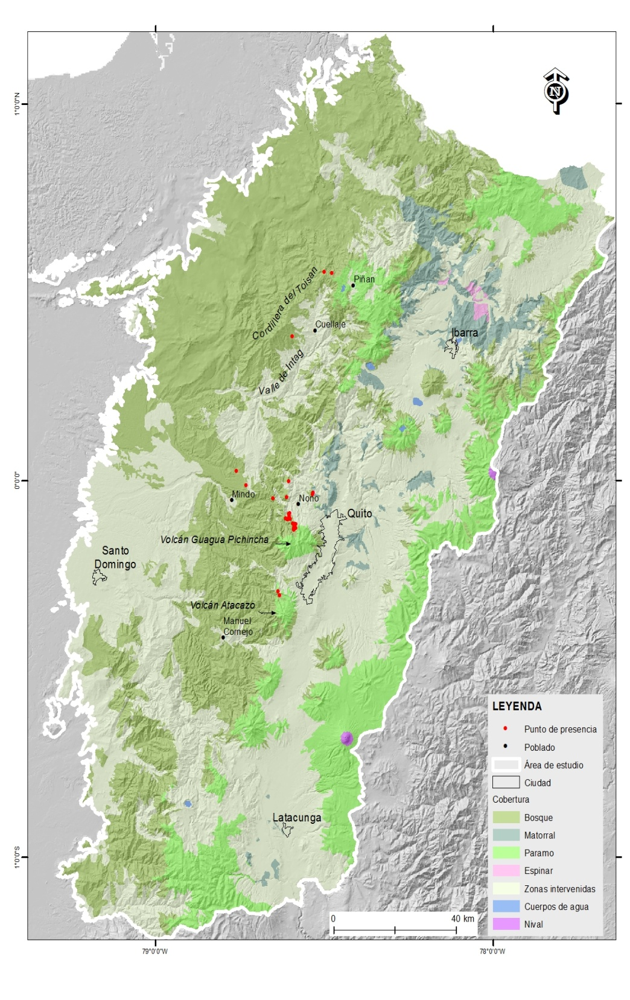 1°0'0"N
N
Piñan
Cordillera del Toisan
Cuellaje
Ibarra
Valle de Intag
0°0'0"
Mindo
Nono
Quito
Volcán Guagua Pichincha
Santo
Domingo
Volcán Atacazo
Manuel
Cornejo
LEYENDA
Punto de presencia
Poblado
Área de estudio
Ciudad
Cobertura
Bosque
Matorral
Paramo
Espinar
Zonas intervenidas
Cuerpos de agua
Nival
Latacunga
1°0'0"S
0
40 km
79°0'0"W
78°0'0"W